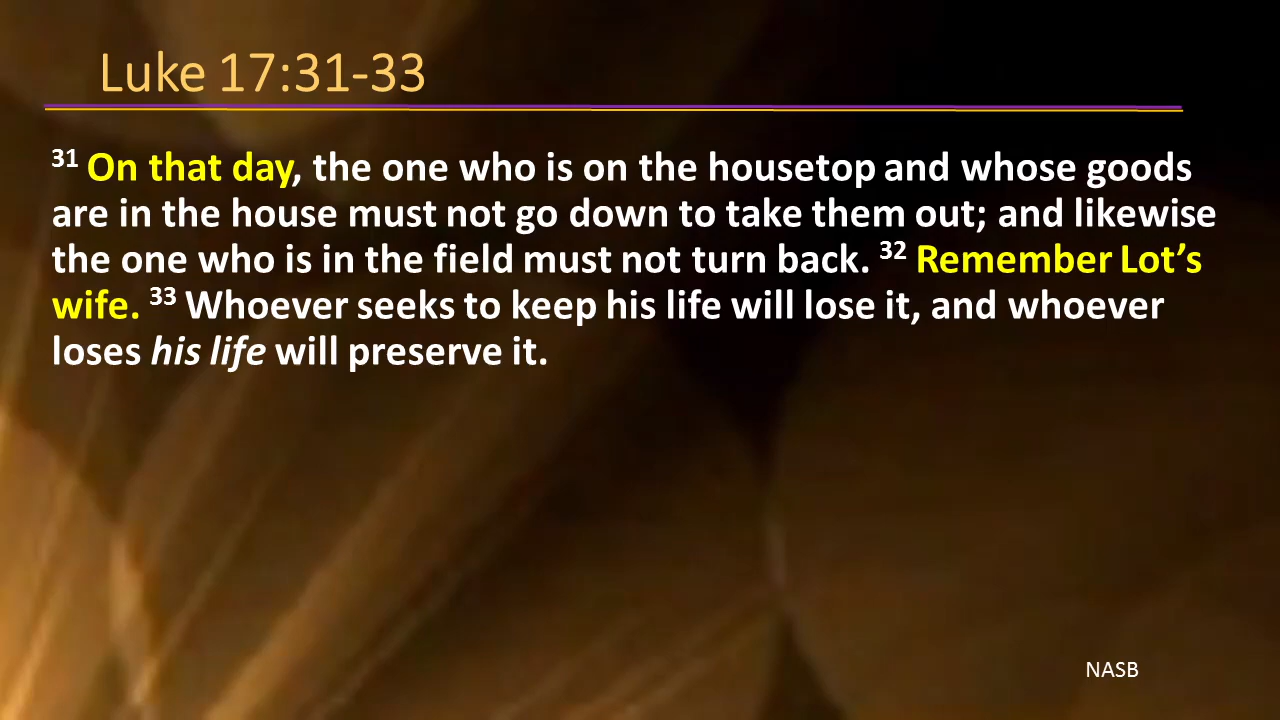 Luke 17:31-33
31 On that day, the one who is on the housetop and whose goods
are in the house must not go down to take them out; and likewise
the one who is in the field must not turn back. 32 Remember Lot’s
wife. 33 Whoever seeks to keep his life will lose it, and whoever
loses his life will preserve it.
NASB